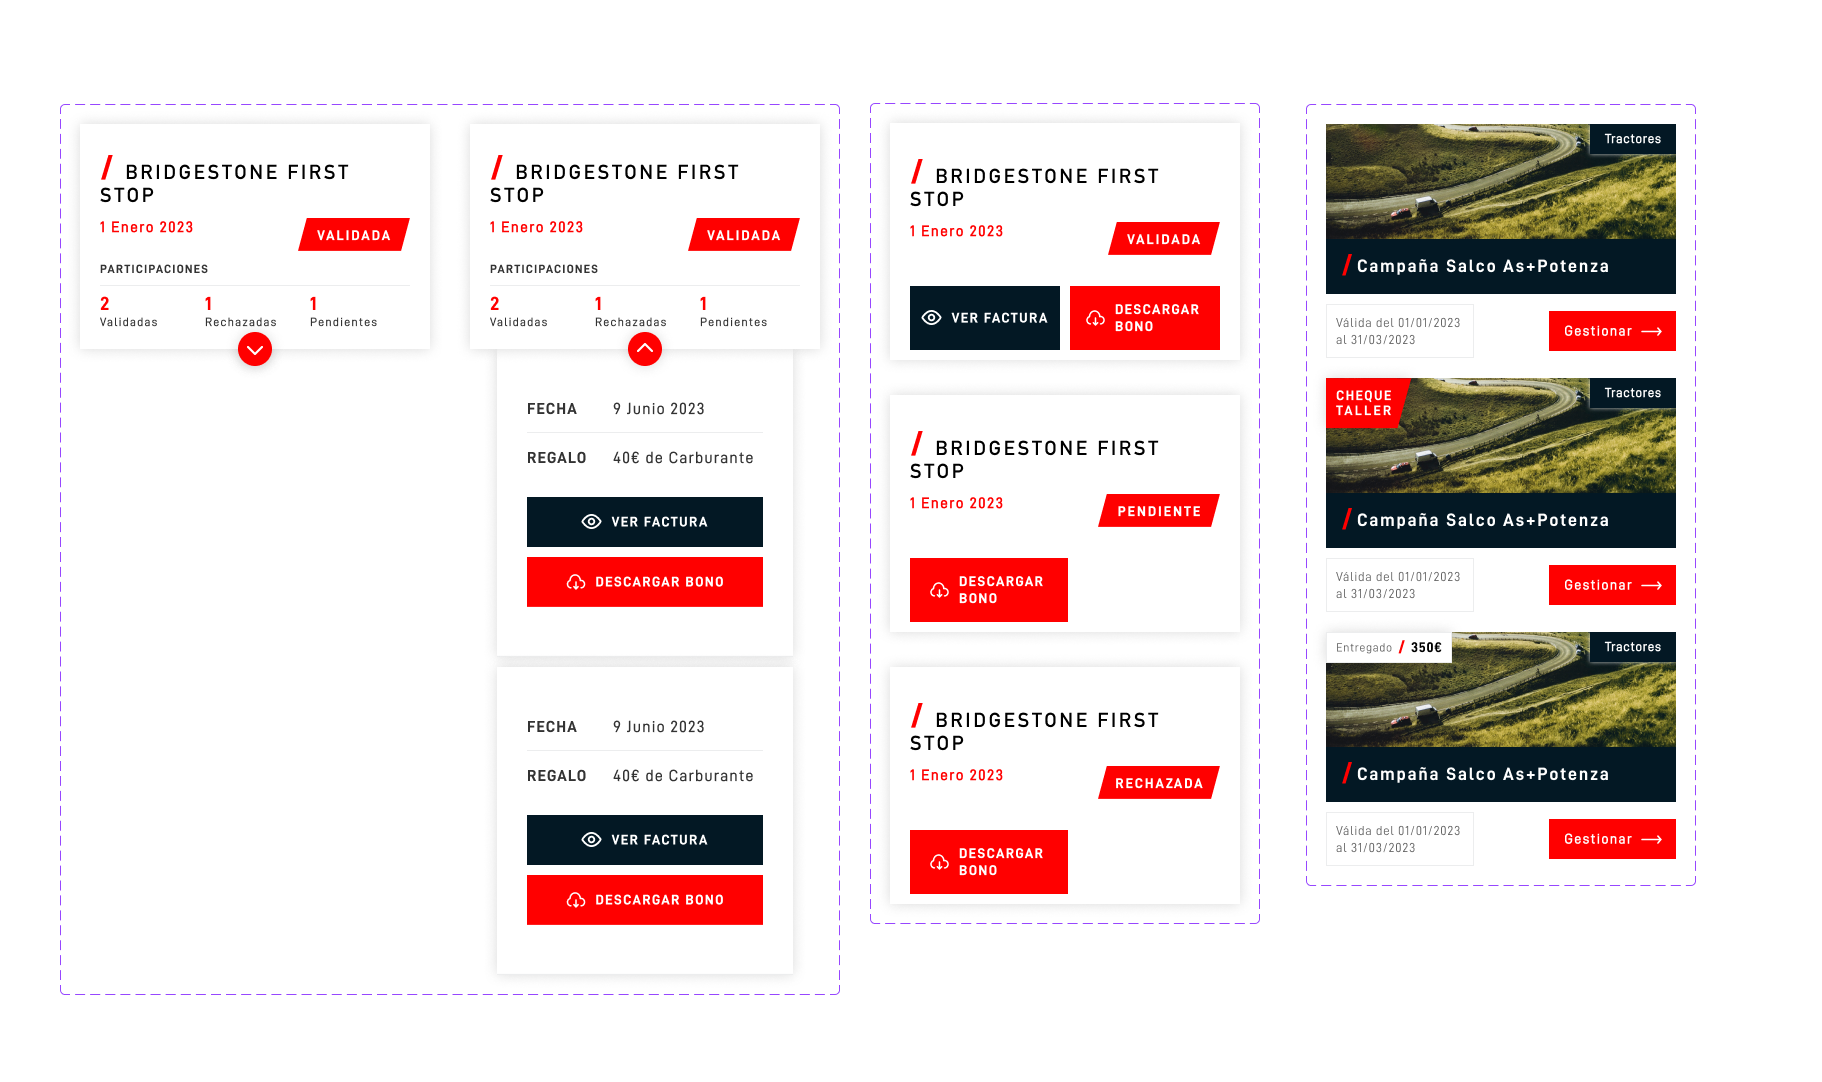 / BRIDGESTONE FIRST
STOP
1 Enero 2023
VALIDADA
PARTICIPACIONES
2 1 1
Validadas Rechazadas Pendientes
/ BRIDGESTONE FIRST
STOP
1 Enero 2023
VALIDADA
PARTICIPACIONES
2 1 1
Validadas Rechazadas Pendientes
FECHA 9 Junio 2023
REGALO 40€ de Carburante
VER FACTURA
DESCARGAR BONO
FECHA 9 Junio 2023
REGALO 40€ de Carburante
VER FACTURA
DESCARGAR BONO
/ BRIDGESTONE FIRST
STOP
1 Enero 2023
VALIDADA
VER FACTURA
DESCARGAR
BONO
/ BRIDGESTONE FIRST
STOP
1 Enero 2023
PENDIENTE
DESCARGAR
BONO
/ BRIDGESTONE FIRST
STOP
1 Enero 2023
RECHAZADA
DESCARGAR
BONO
Tractores
/ Campaña Salco As+Potenza
Válida del 01/01/2023
al 31/03/2023
Gestionar
CHEQUE
TALLER
Tractores
/ Campaña Salco As+Potenza
Válida del 01/01/2023
al 31/03/2023
Gestionar
Entregado / 350€
Tractores
/ Campaña Salco As+Potenza
Válida del 01/01/2023
al 31/03/2023
Gestionar